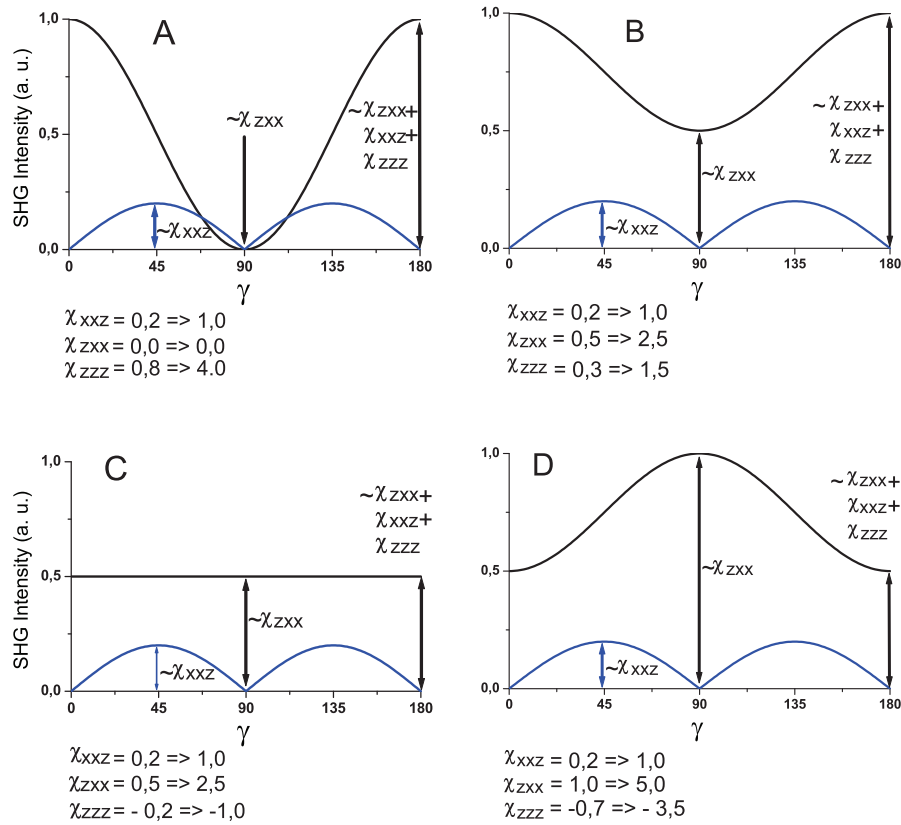 A
SHG Intensity (a. u.)
1,0
0,5
0,0
0 45 90 135 180
γ
~χzxx
~χxxz
~χzxx+
χxxz+
χzzz
χxxz = 0,2 => 1,0
χzxx = 0,0 => 0,0
χzzz = 0,8 => 4.0
B
1,0
0,5
0,0
0 45 90 135 180
γ
~χzxx
~χxxz
~χzxx+
χxxz+
χzzz
χxxz = 0,2 => 1,0
χzxx = 0,5 => 2,5
χzzz = 0,3 => 1,5
C
SHG Intensity (a. u.)
1,0
0,5
0,0
0 45 90 135 180
γ
~χzxx+
χxxz+
χzzz
~χzxx
~χxxz
χxxz = 0,2 => 1,0
χzxx = 0,5 => 2,5
χzzz = - 0,2 => -1,0
D
1,0
0,5
0,0
0 45 90 135 180
γ
~χzxx+
χxxz+
χzzz
~χzxx
~χxxz
χxxz = 0,2 => 1,0
χzxx = 1,0 => 5,0
χzzz = -0,7 => - 3,5